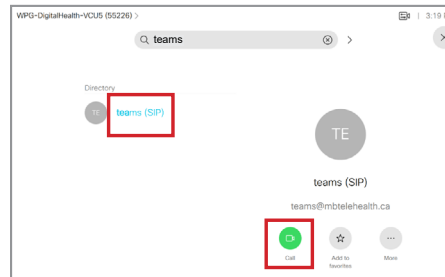 WPG-DigitalHealth-VCU5 (55226) >
3:19
teams
Directory
TE
teams (SIP)
TE
teams (SIP)
teams@mbtelehealth.ca
Call
Add to
favorites
More